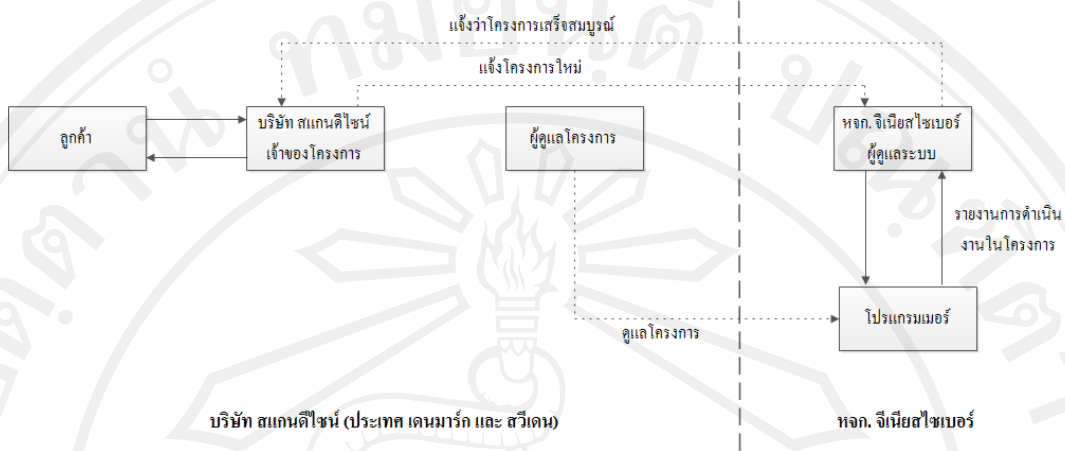 แจ้งว่าโครงการเสร็จสมบูรณ์
แจ้งโครงการใหม่
ลูกค้า
บริษัท สแกนดีไซน์
เจ้าของโครงการ
ผู้ดูแลโครงการ
หจก. จีเนียสไซเบอร์
ผู้ดูแลระบบ
รายงานการดำเนิน
งานในโครงการ
โปรแกรมเมอร์
ดูแลโครงการ
บริษัท สแกนดีไซน์ (ประเทศ เดนมาร์ก และ สวีเดน)
หจก. จีเนียสไซเบอร์